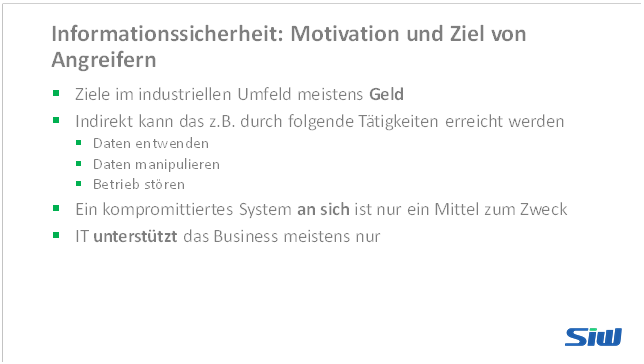 Informationssicherheit: Motivation und Ziel von
Angreifern
Ziele im industriellen Umfeld meistens Geld
Indirekt kann das z.B. durch folgende Tätigkeiten erreicht werden
Daten entwenden
Daten manipulieren
Betrieb stören
Ein kompromittiertes System an sich ist nur ein Mittel zum Zweck
IT unterstützt das Business meistens nur
SiW